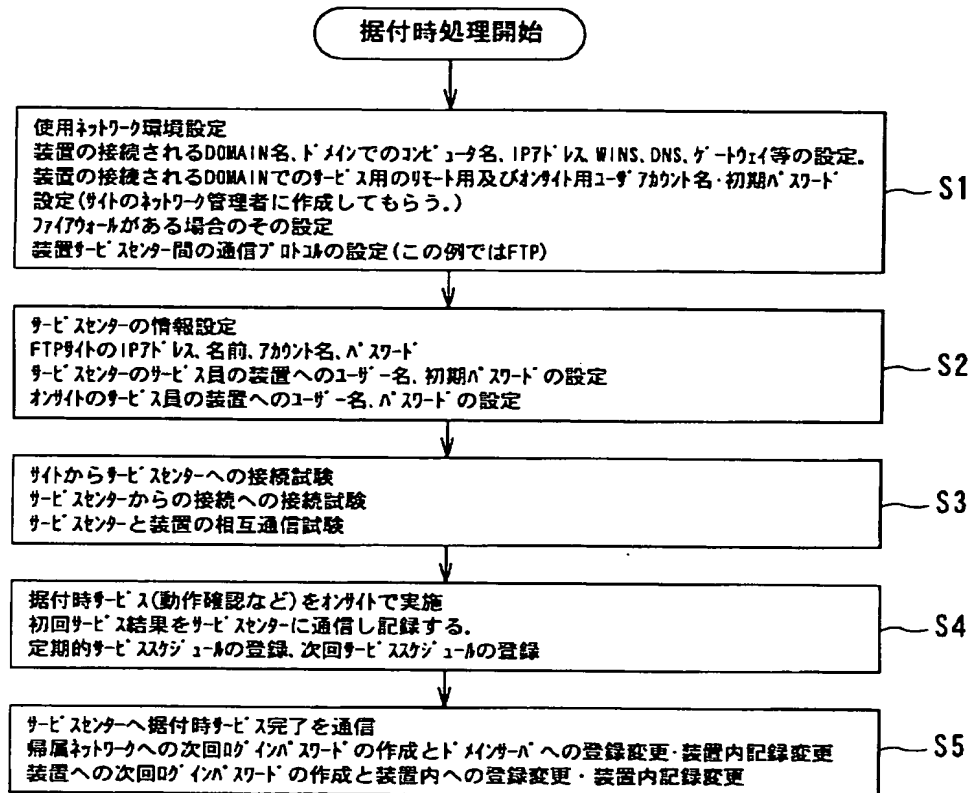 据付時処理開始
使用ネットワーク環境設定
装置の接続されるDOMAIN名、ドメインでのコンピュータ名、IPアドレス、WINS、DNS、ゲートウェイ等の設定.
装置の接続されるDOMAINでのサービス用のリモート用及びオンサイト用ユーザアカウント名・初期パスワード
設定(サイトのネットワーク管理者に作成してもらう。)
ファイアウォールがある場合のその設定
装置サービスセンター間の通信プロトコルの設定(この例ではFTP)
S1
サービスセンターの情報設定
FTPサイトのIPアドレス、名前、アカウント名、パスワード
サービスセンターのサービス員の装置へのユーザー名、初期パスワードの設定
オンサイトのサービス員の装置へのユーザー名、パスワードの設定
S2
サイトからサービスセンターへの接続試験
サービスセンターからの接続への接続試験
サービスセンターと装置の相互通信試験
S3
据付時サービス(動作確認など)をオンサイトで実施
初回サービス結果をサービスセンターに通信し記録する.
定期的サービススケジュールの登録、次回サービススケジュールの登録
S4
サービスセンターへ据付時サービス完了を通信
帰属ネットワークへの次回ログインパスワードの作成とドメインサーバへの登録変更・装置内記録変更
装置への次回ログインパスワードの作成と装置内への登録変更・装置内記録変更
S5